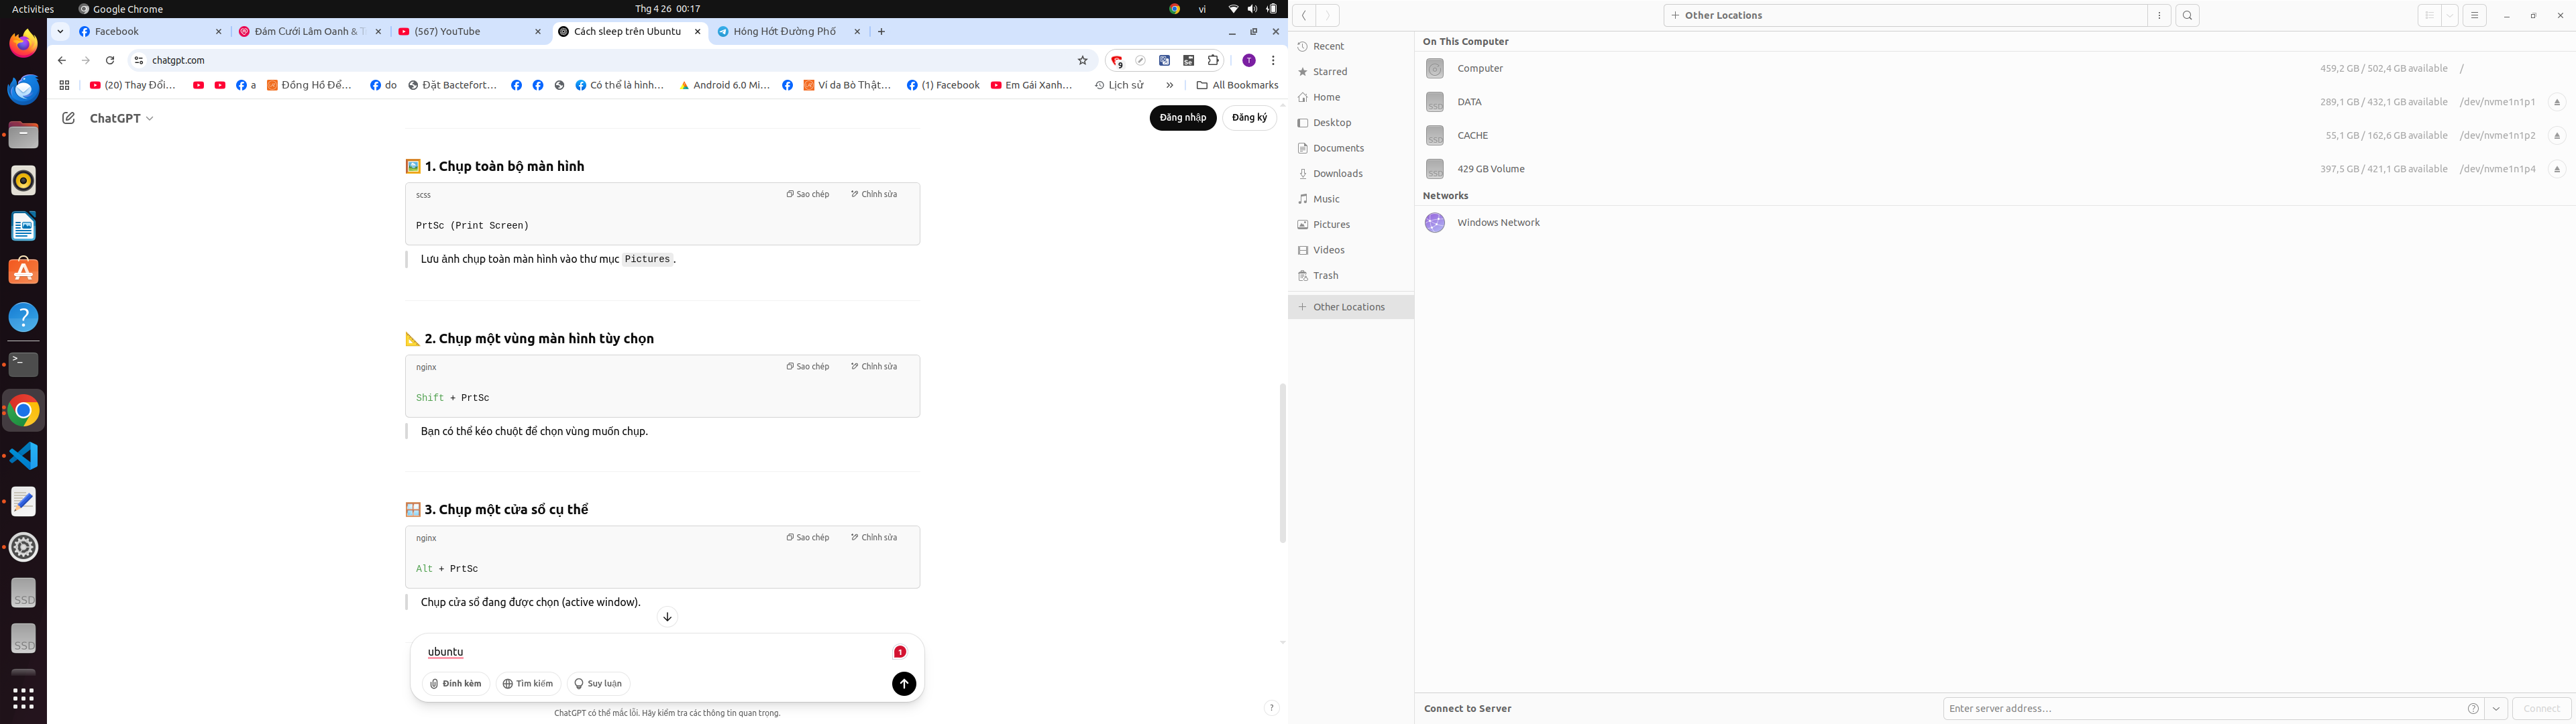 Activities
Google Chrome
Thg 4 26 00:17
vi
Facebook
Đám Cưới Lâm Oanh &
(567) YouTube
Cách sleep trên Ubuntu
Hóng Hớt Đường Phố
chatgpt.com
9
T
(20) Thay Đổi...
a
Đồng Hồ Để...
do
Đặt Bactefort...
Có thể là hình...
Android 6.0 Mi...
Ví da Bò Thật...
(1) Facebook
Em Gái Xanh...
Lịch sử
»
All Bookmarks
ChatGPT
Đăng nhập
Đăng ký
1. Chụp toàn bộ màn hình
scss
Sao chép
Chỉnh sửa
PrtSc (Print Screen)
Lưu ảnh chụp toàn màn hình vào thư mục Pictures.
2. Chụp một vùng màn hình tùy chọn
nginx
Sao chép
Chỉnh sửa
Shift + PrtSc
Bạn có thể kéo chuột để chọn vùng muốn chụp.
3. Chụp một cửa sổ cụ thể
nginx
Sao chép
Chỉnh sửa
Alt + PrtSc
Chụp cửa sổ đang được chọn (active window).
ubuntu
1
Đính kèm
Tìm kiếm
Suy luận
ChatGPT có thể mắc lỗi. Hãy kiểm tra các thông tin quan trọng.
?
SSD
SSD
Other Locations
Recent
Starred
Home
Desktop
Documents
Downloads
Music
Pictures
Videos
Trash
Other Locations
On This Computer
Computer
459,2 GB / 502,4 GB available
/
SSD
DATA
289,1 GB / 432,1 GB available
/dev/nvme1n1p1
SSD
CACHE
55,1 GB / 162,6 GB available
/dev/nvme1n1p2
SSD
429 GB Volume
397,5 GB / 421,1 GB available
/dev/nvme1n1p4
Networks
Windows Network
Connect to Server
Enter server address...
?
Connect